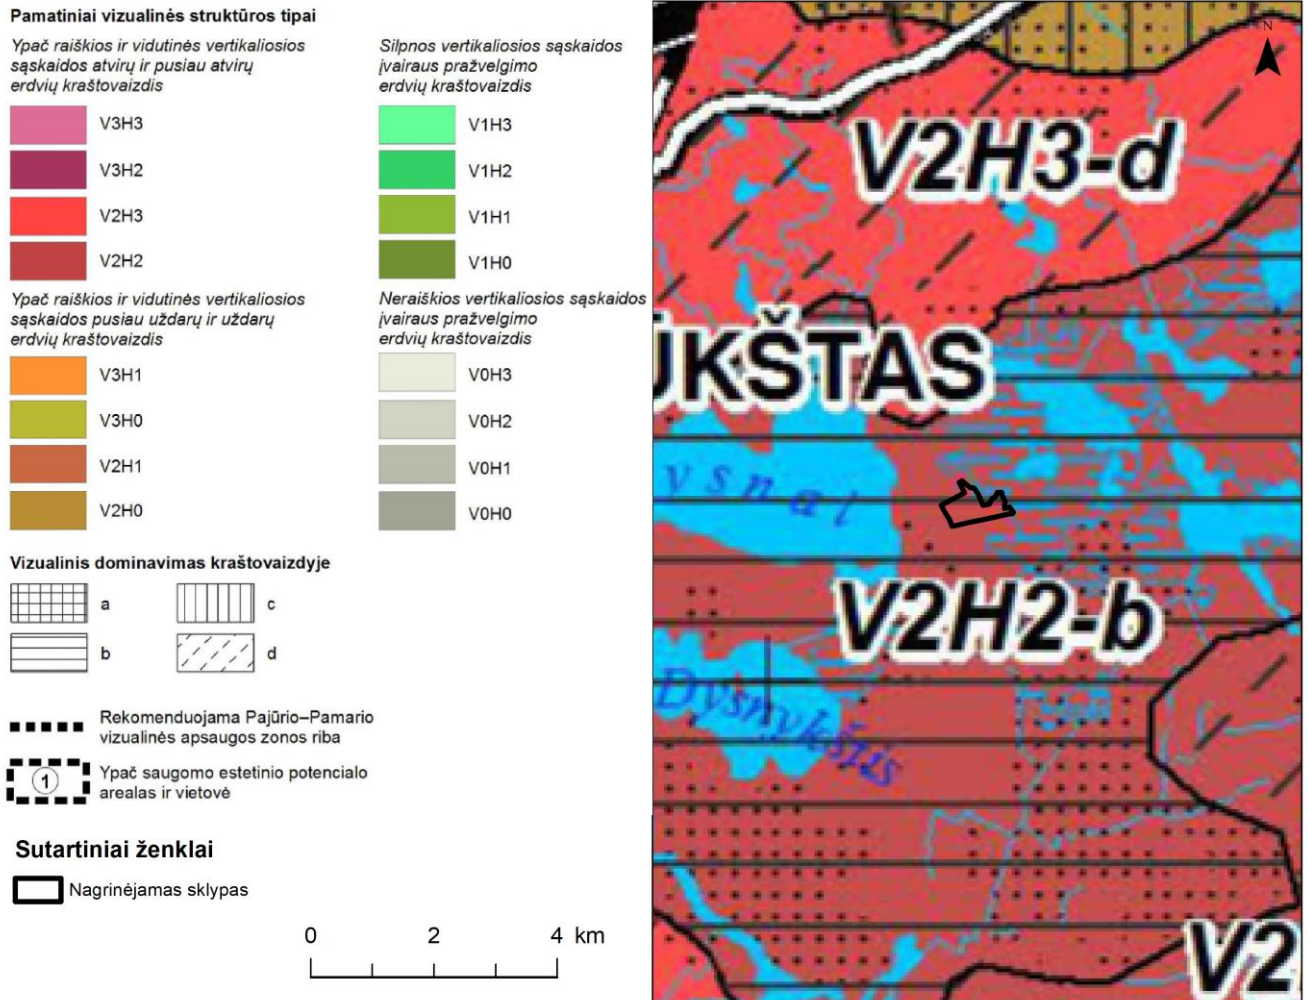 Pamatiniai vizualinės struktūros tipai
Ypač raiškios ir vidutinės vertikaliosios
sąskaidos atvirų ir pusiau atvirų
erdvių kraštovaizdis
V3H3
V3H2
V2H3
V2H2
Ypač raiškios ir vidutinės vertikaliosios
sąskaidos pusiau uždarų ir uždarų
erdvių kraštovaizdis
V3H1
V3H0
V2H1
V2H0
Silpnos vertikaliosios sąskaidos
įvairaus pražvelgimo
erdvių kraštovaizdis
V1H3
V1H2
V1H1
V1H0
Neraiškios vertikaliosios sąskaidos
įvairaus pražvelgimo
erdvių kraštovaizdis
V0H3
V0H2
V0H1
V0H0
Vizualinis dominavimas kraštovaizdyje
a
c
b
d
Rekomenduojama Pajūrio–Pamario
vizualinės apsaugos zonos riba
1
Ypač saugomo estetinio potencialo
arealas ir vietovė
Sutartiniai ženklai
Nagrinėjamas sklypas
0 2 4 km
N
V2H3-d
ŪKŠTAS
ysnai
V2H2-b
Dysnykštis
V2